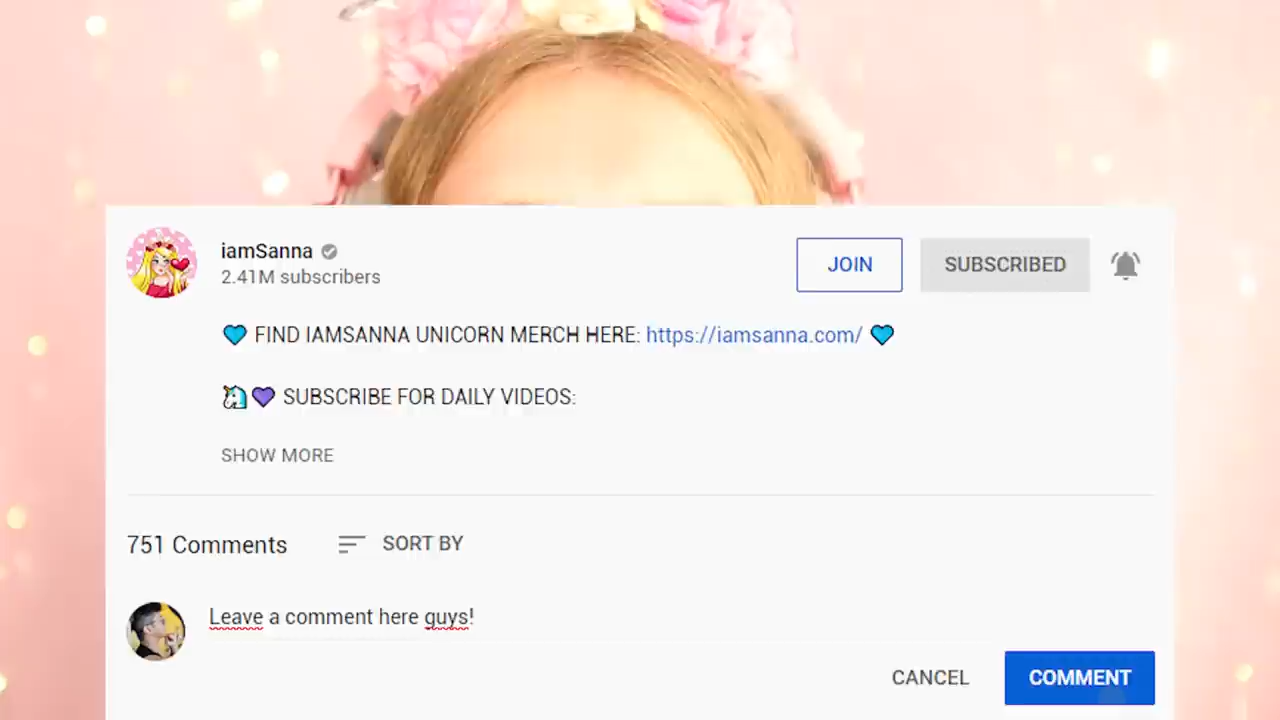 iamSanna
2.41M subscribers
JOIN
SUBSCRIBED
💙 FIND IAMSANNA UNICORN MERCH HERE: https://iamsanna.com/ 💙
🦄💜 SUBSCRIBE FOR DAILY VIDEOS:
SHOW MORE
751 Comments
SORT BY
Leave a comment here guys!
CANCEL
COMMENT